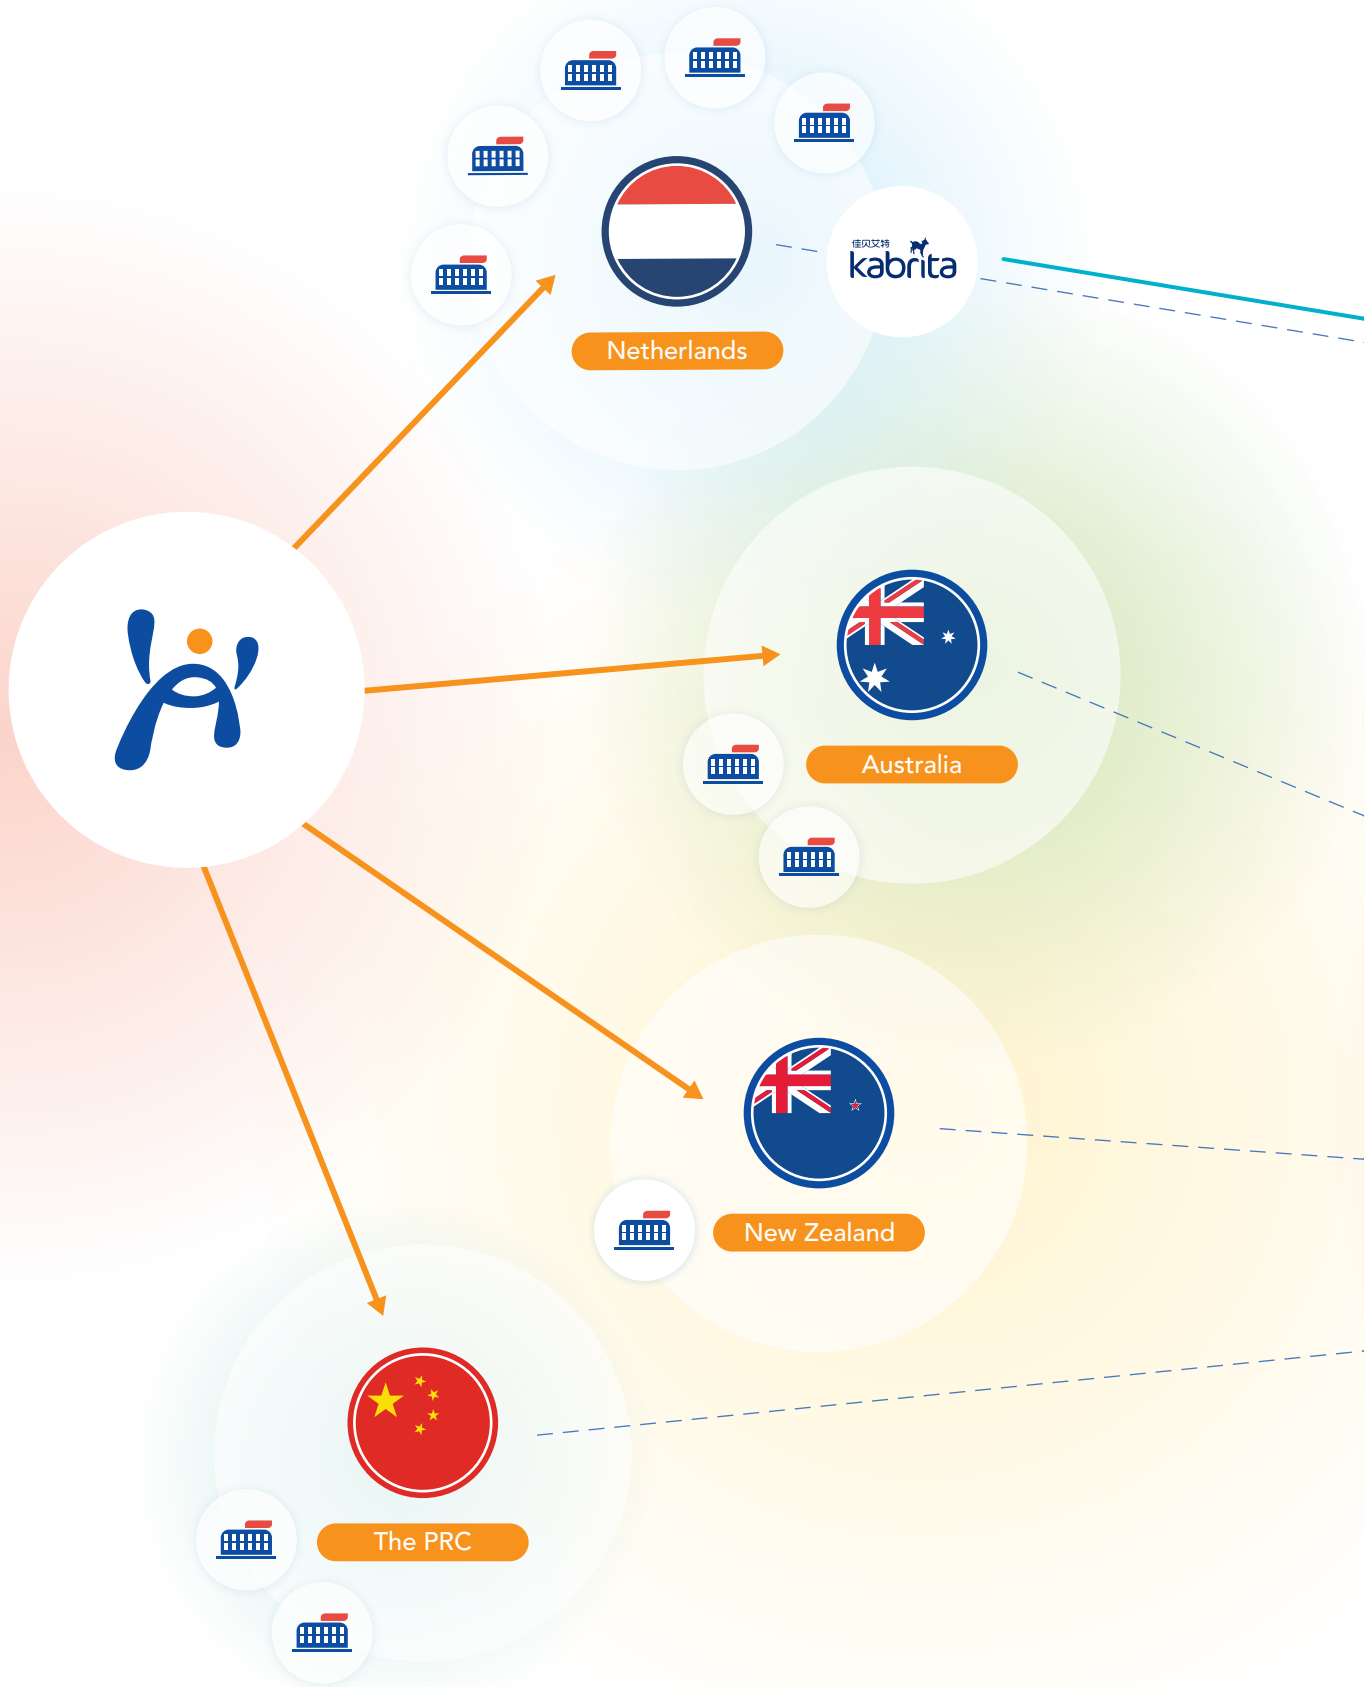 佳贝艾特
kabrita
Netherlands
Australia
New Zealand
The PRC